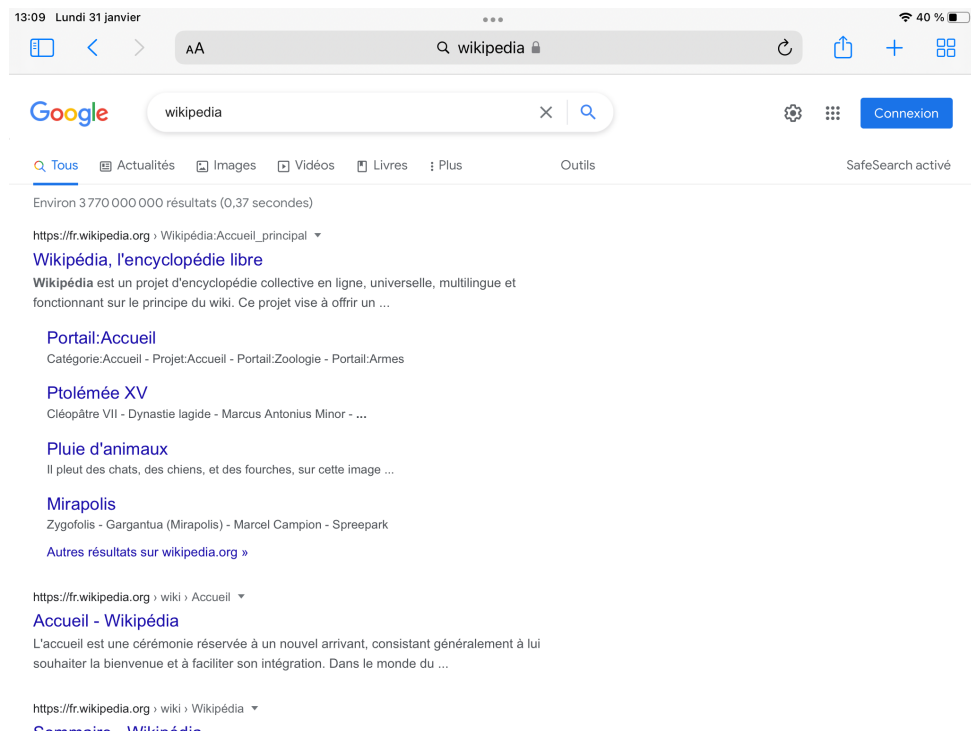 13:09 Lundi 31 janvier
40 %
AA
wikipedia
Google
wikipedia
Connexion
Tous
Actualités
Images
Vidéos
Livres
Plus
Outils
SafeSearch activé
Environ 3 770 000 000 résultats (0,37 secondes)
https://fr.wikipedia.org › Wikipédia:Accueil_principal
Wikipédia, l'encyclopédie libre
Wikipédia est un projet d'encyclopédie collective en ligne, universelle, multilingue et
fonctionnant sur le principe du wiki. Ce projet vise à offrir un ...
Portail:Accueil
Catégorie:Accueil - Projet:Accueil - Portail:Zoologie - Portail:Armes
Ptolémée XV
Cléopâtre VII - Dynastie lagide - Marcus Antonius Minor - ...
Pluie d'animaux
Il pleut des chats, des chiens, et des fourches, sur cette image ...
Mirapolis
Zygofolis - Gargantua (Mirapolis) - Marcel Campion - Spreepark
Autres résultats sur wikipedia.org »
https://fr.wikipedia.org › wiki › Accueil
Accueil - Wikipédia
L'accueil est une cérémonie réservée à un nouvel arrivant, consistant généralement à lui
souhaiter la bienvenue et à faciliter son intégration. Dans le monde du ...
https://fr.wikipedia.org › wiki › Wikipédia
Sommaire - Wikipédia